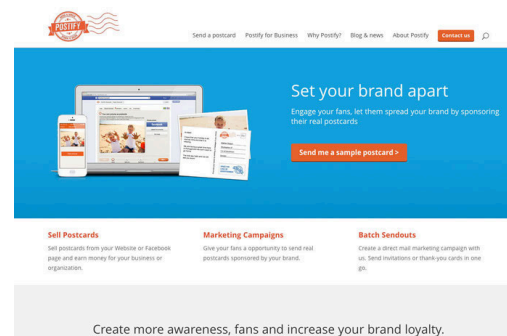 POSTIFY
Send a postcard Postify for Business Why Postify? Blog & news About Postify Contact us
Set your brand apart
Engage your fans, let them spread your brand by sponsoring
their real postcards
Send me a sample postcard >
Sell Postcards Marketing Campaigns Batch Sendouts
Sell postcards from your Website or Facebook
page and earn money for your business or
organization.
Give your fans a opportunity to send real
postcards sponsored by your brand.
Create a direct mail marketing campaign with
us. Send invitations or thank-you cards in one
go.
Create more awareness, fans and increase your brand loyalty.